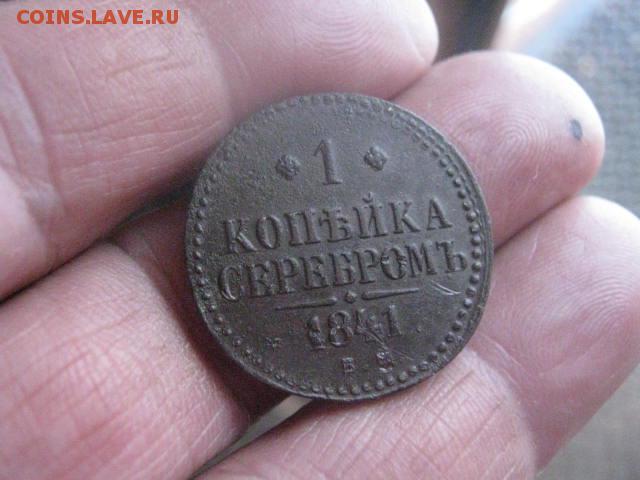 COINS.LAVE.RU
1
КОПѢЙКА
СЕРЕБРОМЪ
1841